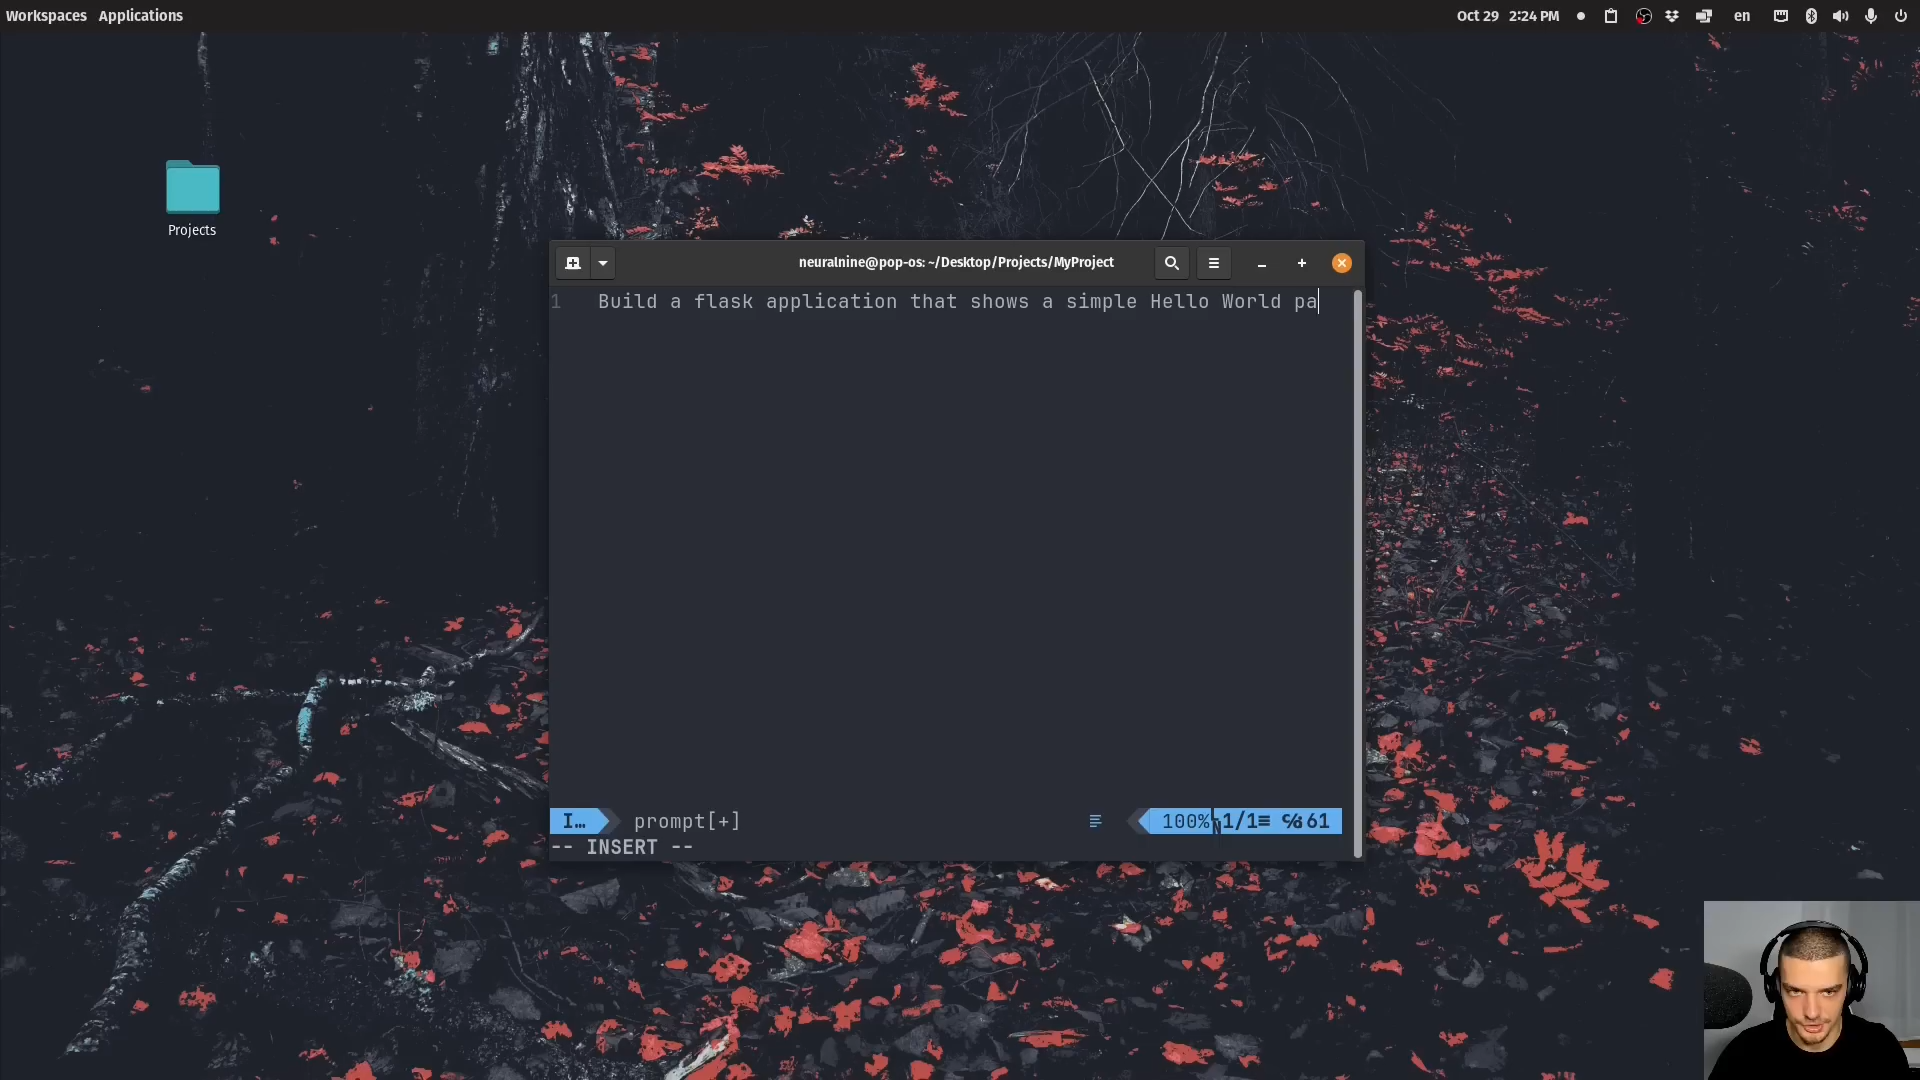 Workspaces Applications
Oct 29 2:24 PM
en
Projects
neuralnine@pop-os: ~/Desktop/Projects/MyProject
1 Build a flask application that shows a simple Hello World pa
I… prompt[+]
100% 1/1≡ ℅:61
-- INSERT --